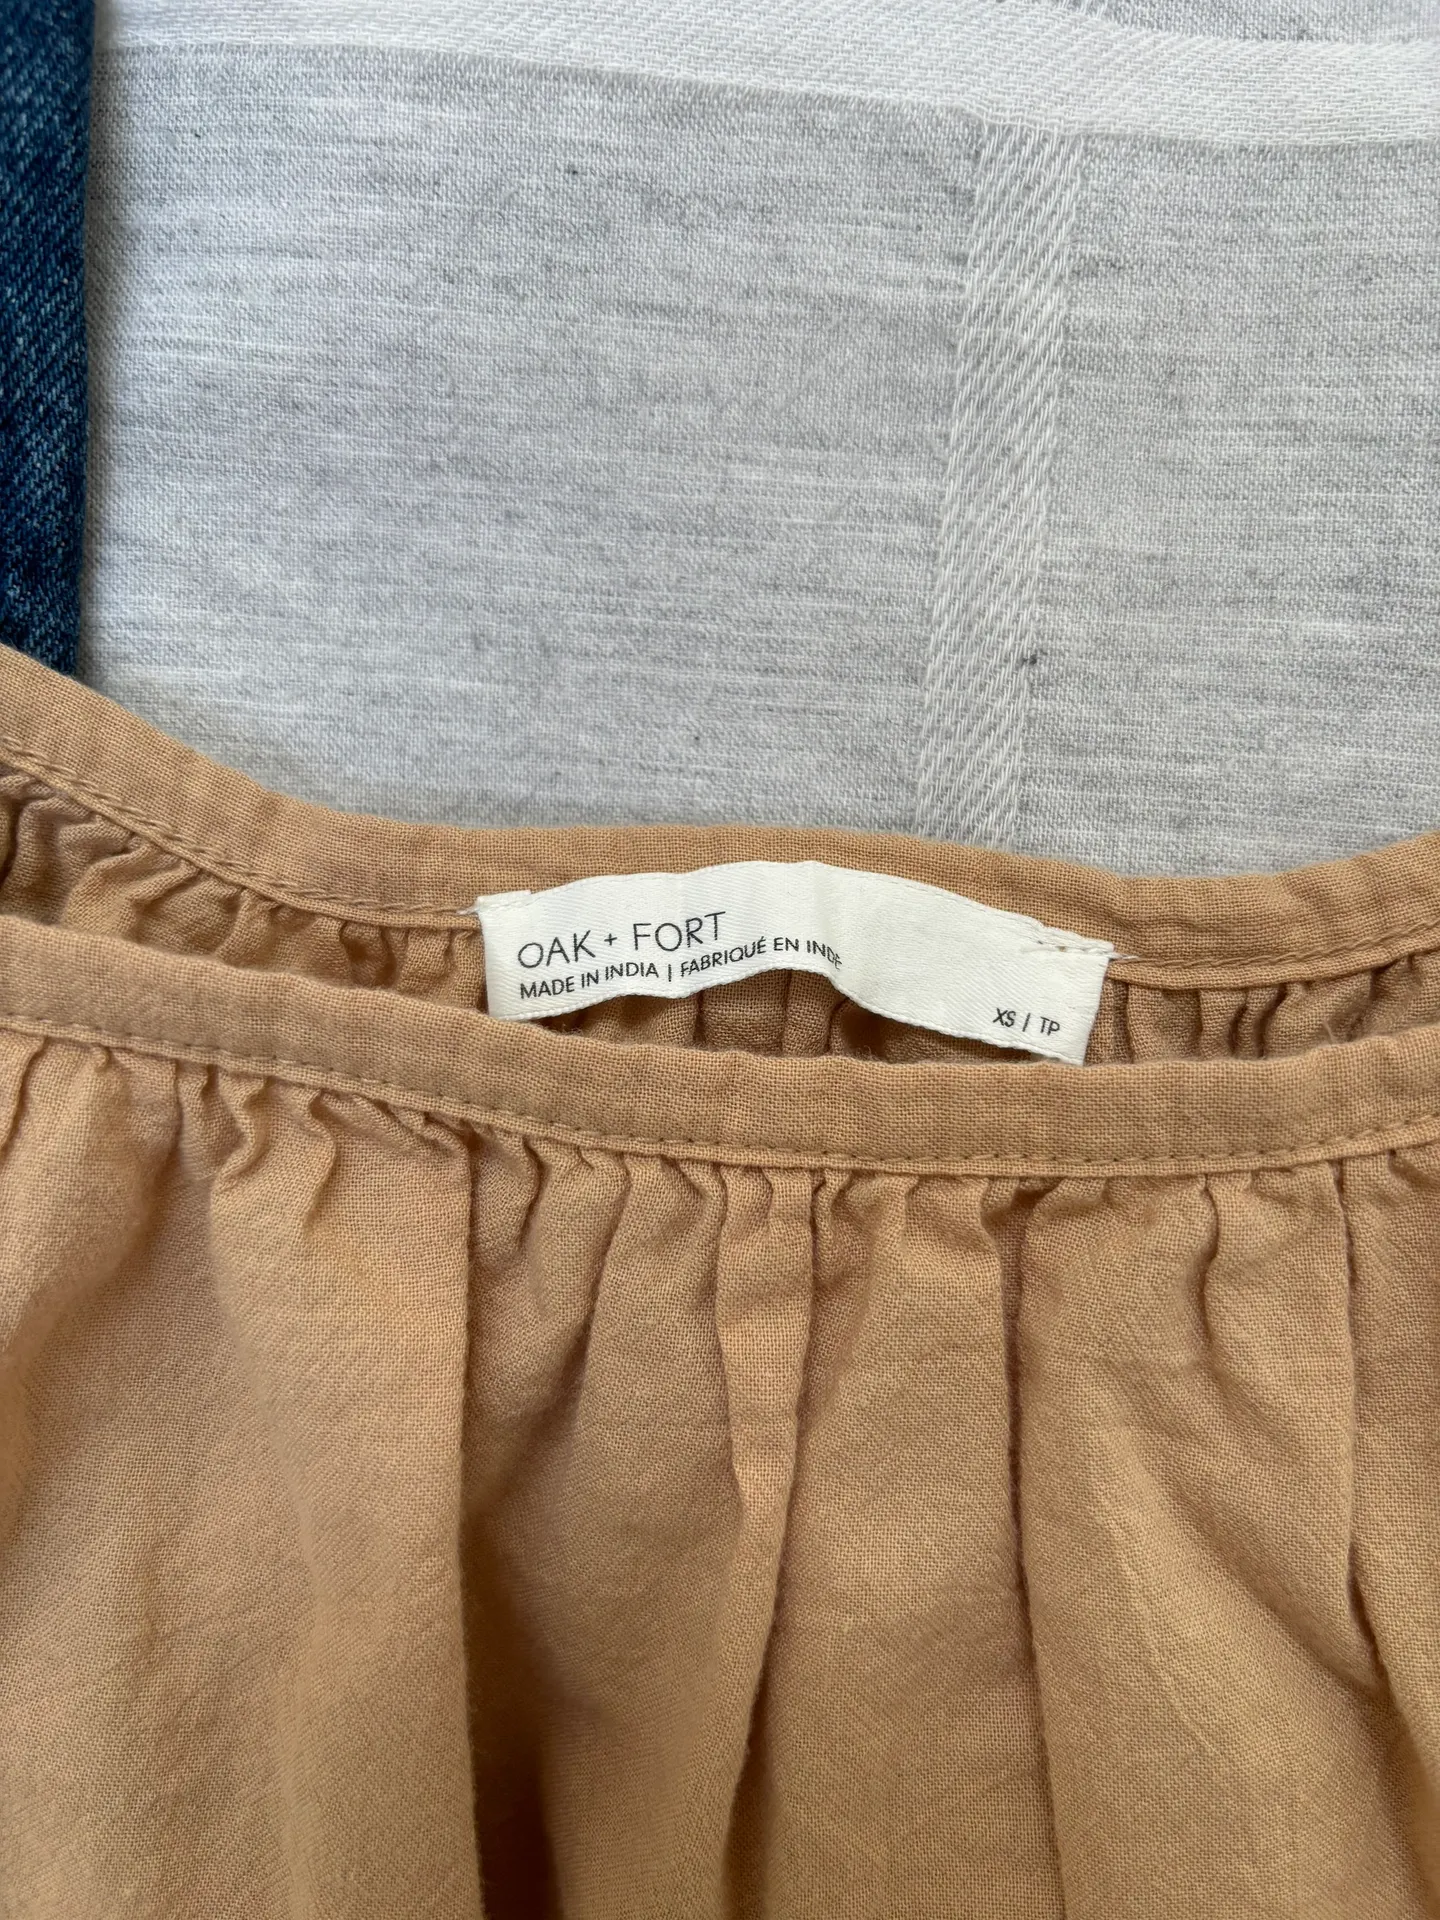 OAK + FORT
MADE IN INDIA | FABRIQUÉ EN INDE
XS / TP